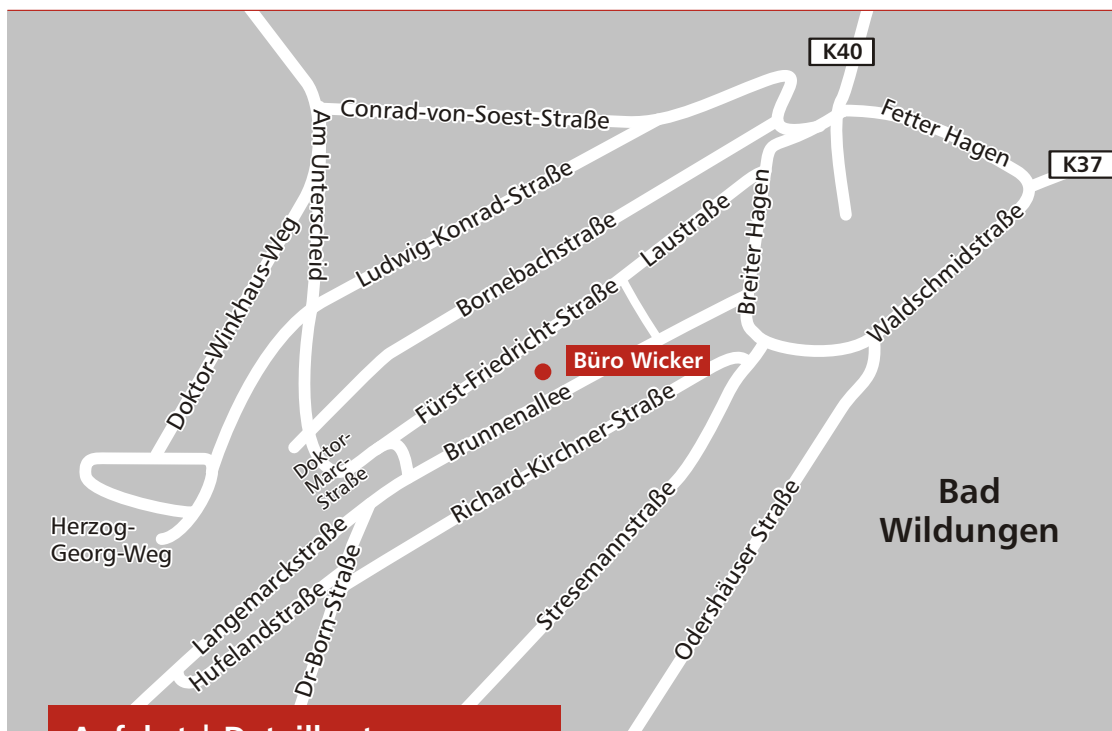 K40
Conrad-von-Soest-Straße
Fetter Hagen
K37
Am Unterscheid
Ludwig-Konrad-Straße
Laustraße
Breiter Hagen
Doktor-Winkhaus-Weg
Bornebachstraße
Waldschmidstraße
Fürst-Friedricht-Straße
Büro Wicker
Brunnenallee
Richard-Kirchner-Straße
Doktor-
Marc-
Straße
Bad
Wildungen
Herzog-
Georg-Weg
Langemarckstraße
Hufelandstraße
Dr-Born-Straße
Stresemannstraße
Odershäuser Straße